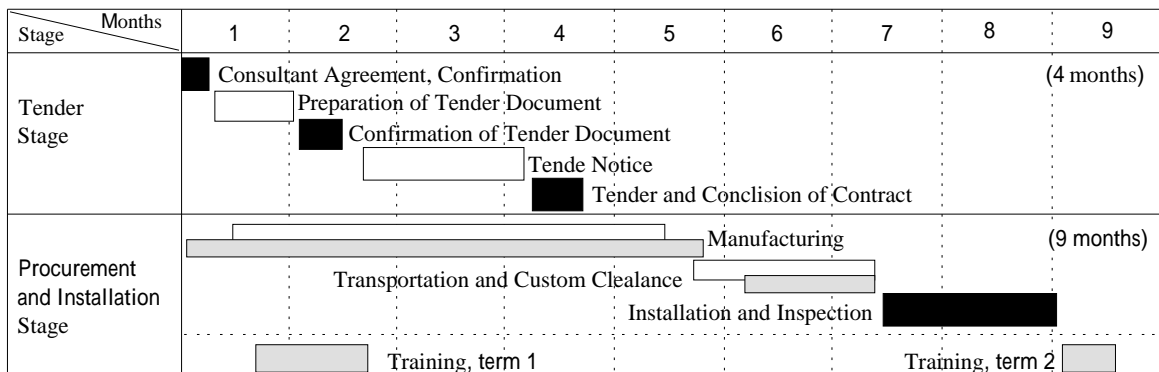 Months
Stage
1 2 3 4 5 6 7 8 9
Consultant Agreement, Confirmation
(4 months)
Tender
Stage
Preparation of Tender Document
Confirmation of Tender Document
Tende Notice
Tender and Conclision of Contract
Manufacturing
(9 months)
Procurement
and Installation
Stage
Transportation and Custom Clealance
Installation and Inspection
Training, term 1
Training, term 2